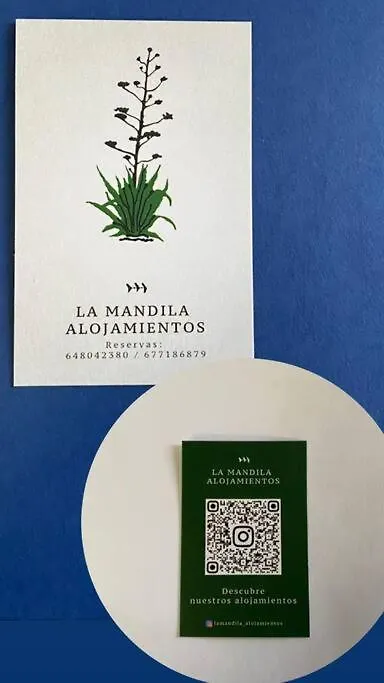 LA MANDILA
ALOJAMIENTOS
Reservas:
648042380 / 677186879
LA MANDILA
ALOJAMIENTOS
Descubre
nuestros alojamientos
lamandila_alojamientos